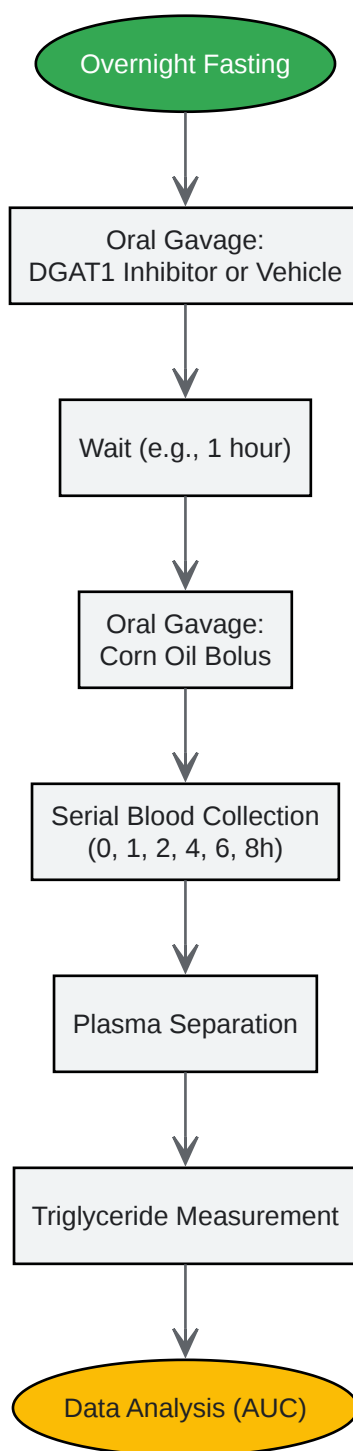 Overnight Fasting
Oral Gavage:
DGAT1 Inhibitor or Vehicle
Wait (e.g., 1 hour)
Oral Gavage:
Corn Oil Bolus
Serial Blood Collection
(0, 1, 2, 4, 6, 8h)
Plasma Separation
Triglyceride Measurement
Data Analysis (AUC)